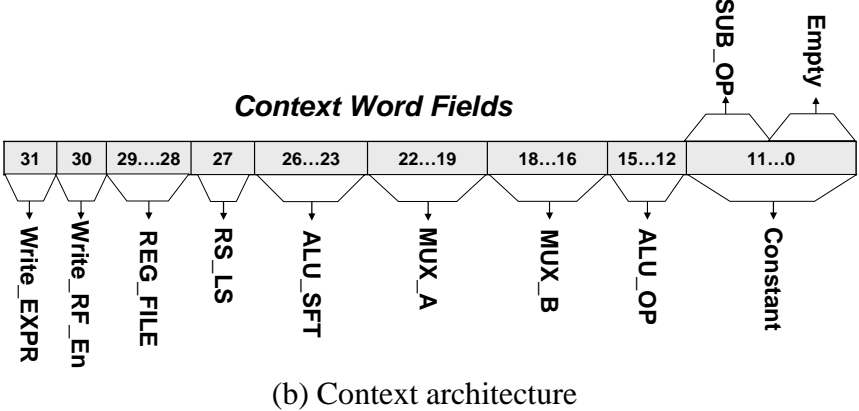 SUB_OP
Empty
Context Word Fields
31
30
29....28
27
26...23
22...19
18...16
15...12
11...0
Write_EXPR
Write_RF_En
REG_FILE
RS_LS
ALU_SFT
MUX_A
MUX_B
ALU_OP
Constant
(b) Context architecture